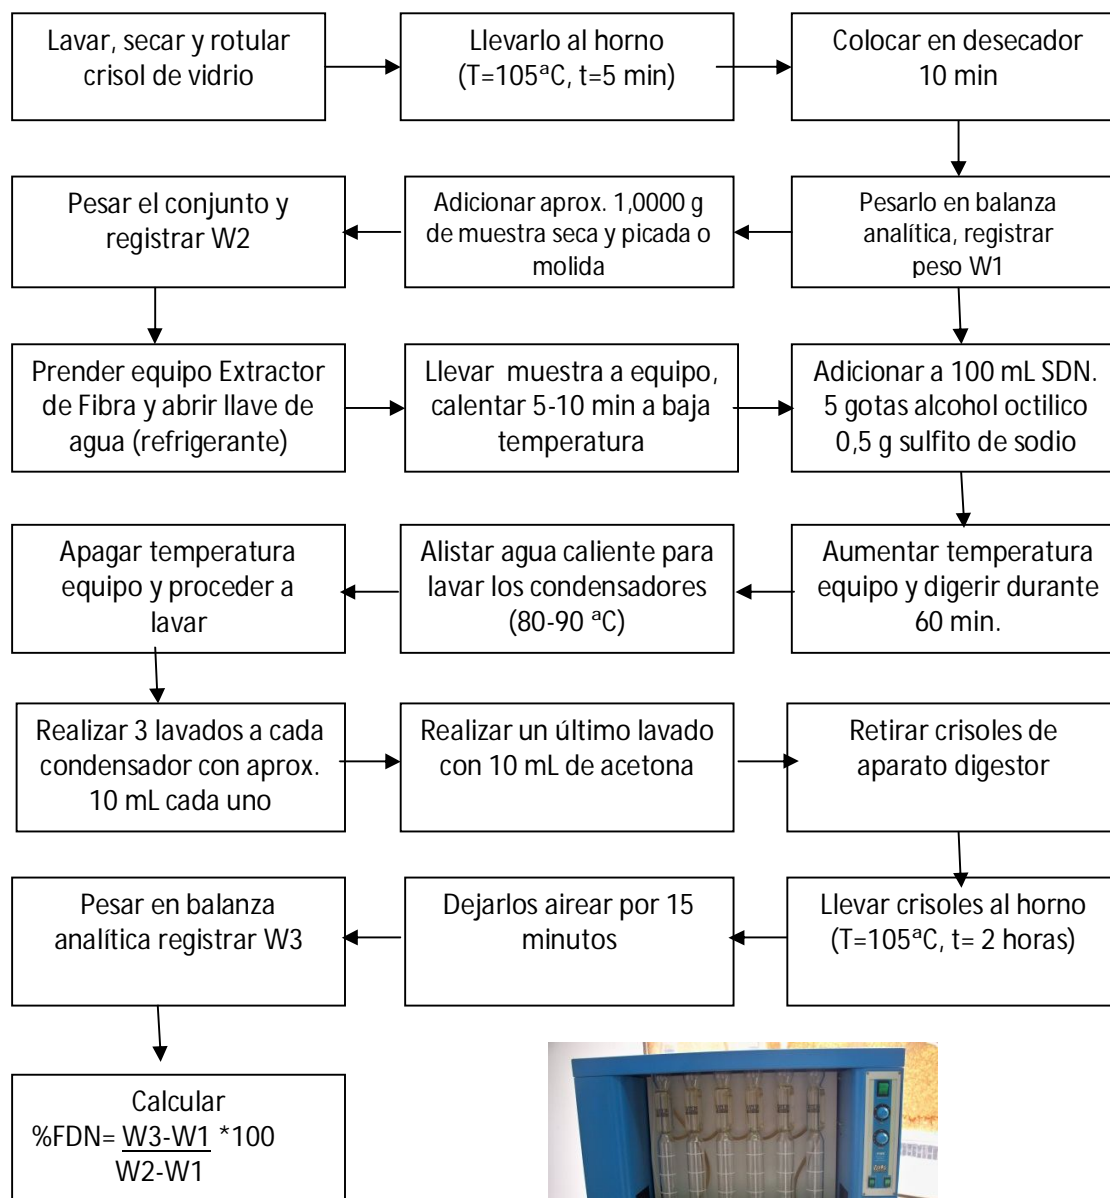 Lavar, secar y rotular
crisol de vidrio
Llevarlo al horno
(T=105ªC, t=5 min)
Colocar en desecador
10 min
Pesarlo en balanza
analítica, registrar
peso W1
Adicionar aprox. 1,0000 g
de muestra seca y picada o
molida
Pesar el conjunto y
registrar W2
Prender equipo Extractor
de Fibra y abrir llave de
agua (refrigerante)
Llevar muestra a equipo,
calentar 5-10 min a baja
temperatura
Adicionar a 100 mL SDN.
5 gotas alcohol octilico
0,5 g sulfito de sodio
Aumentar temperatura
equipo y digerir durante
60 min.
Alistar agua caliente para
lavar los condensadores
(80-90 ªC)
Apagar temperatura
equipo y proceder a
lavar
Realizar 3 lavados a cada
condensador con aprox.
10 mL cada uno
Realizar un último lavado
con 10 mL de acetona
Retirar crisoles de
aparato digestor
Llevar crisoles al horno
(T=105ªC, t= 2 horas)
Dejarlos airear por 15
minutos
Pesar en balanza
analítica registrar W3
Calcular
%FDN= W3-W1 *100
W2-W1